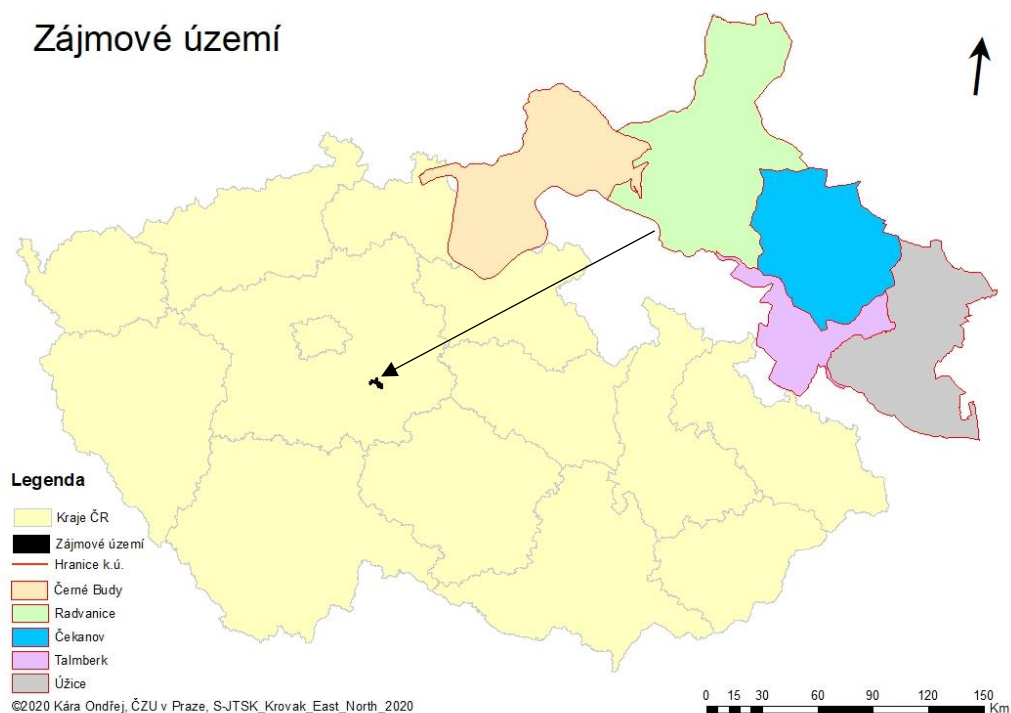 Zájmové území
Legenda
Kraje ČR
Zájmové území
Hranice k.ú.
Černé Budy
Radvanice
Čekanov
Talmberk
Úžice
©2020 Kára Ondřej, ČZU v Praze, S-JTSK_Krovak_East_North_2020
0 15 30 60 90 120 150
Km